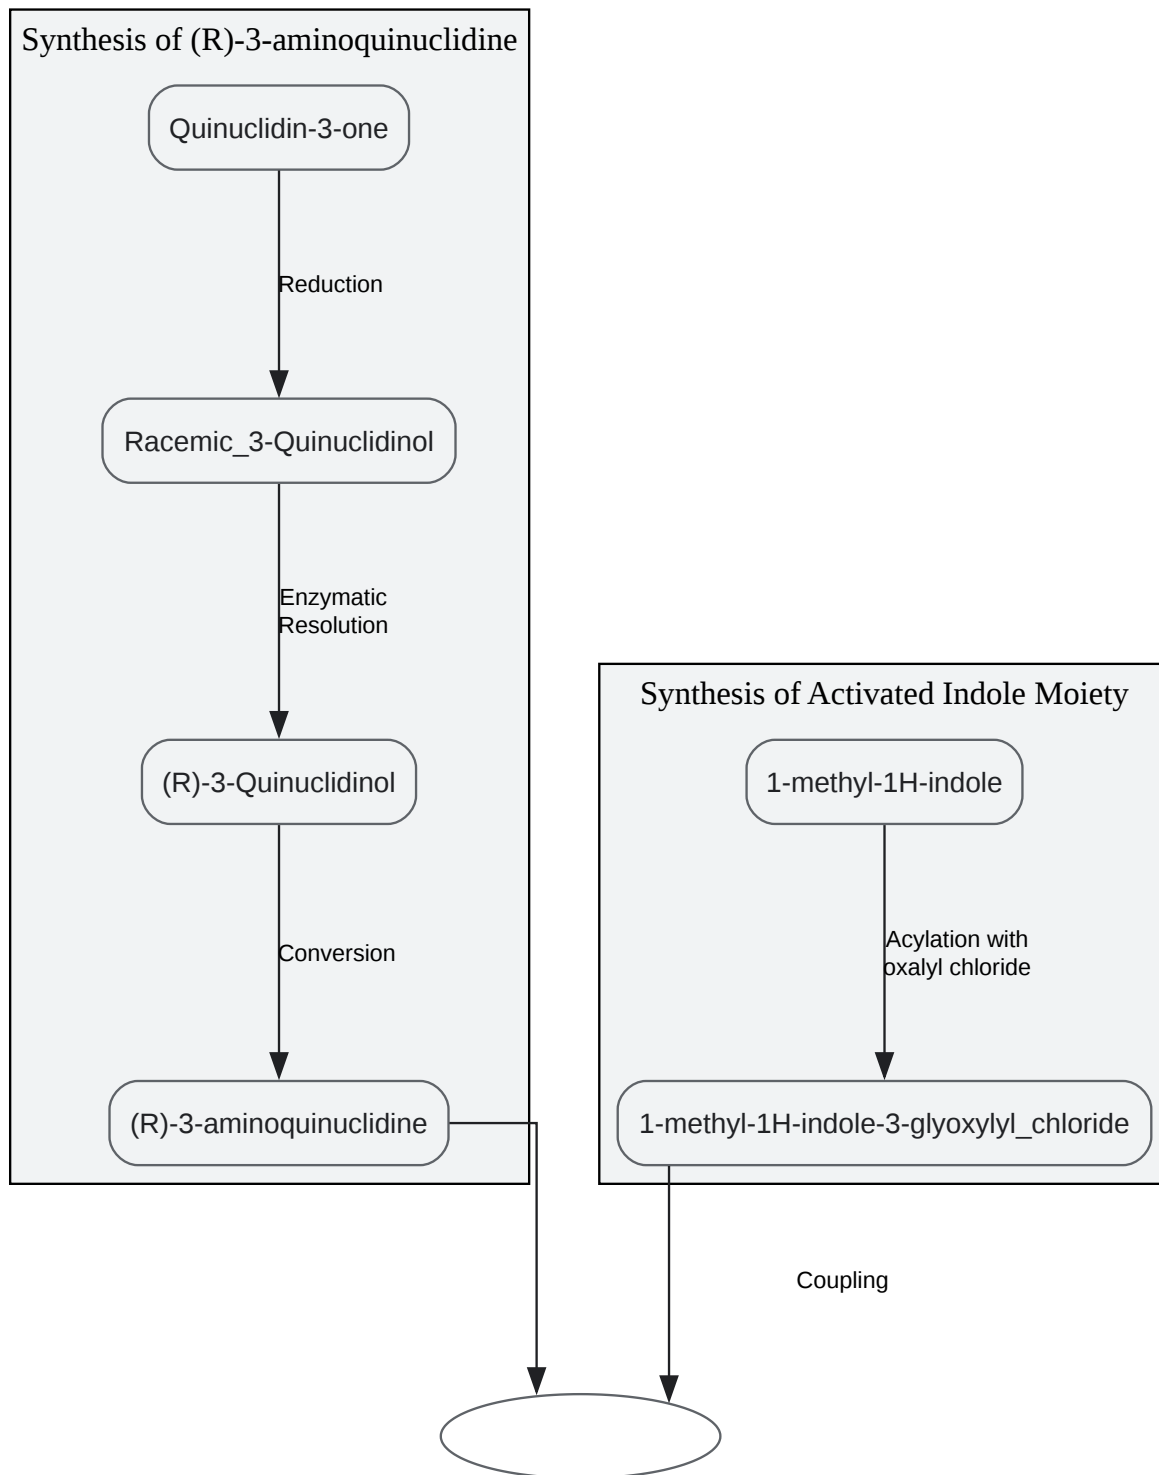 Synthesis of (R)-3-aminoquinuclidine
Quinuclidin-3-one
Reduction
Racemic_3-Quinuclidinol
Enzymatic
Resolution
(R)-3-Quinuclidinol
Conversion
(R)-3-aminoquinuclidine
Synthesis of Activated Indole Moiety
1-methyl-1H-indole
Acylation with
oxalyl chloride
1-methyl-1H-indole-3-glyoxylyl_chloride
Coupling